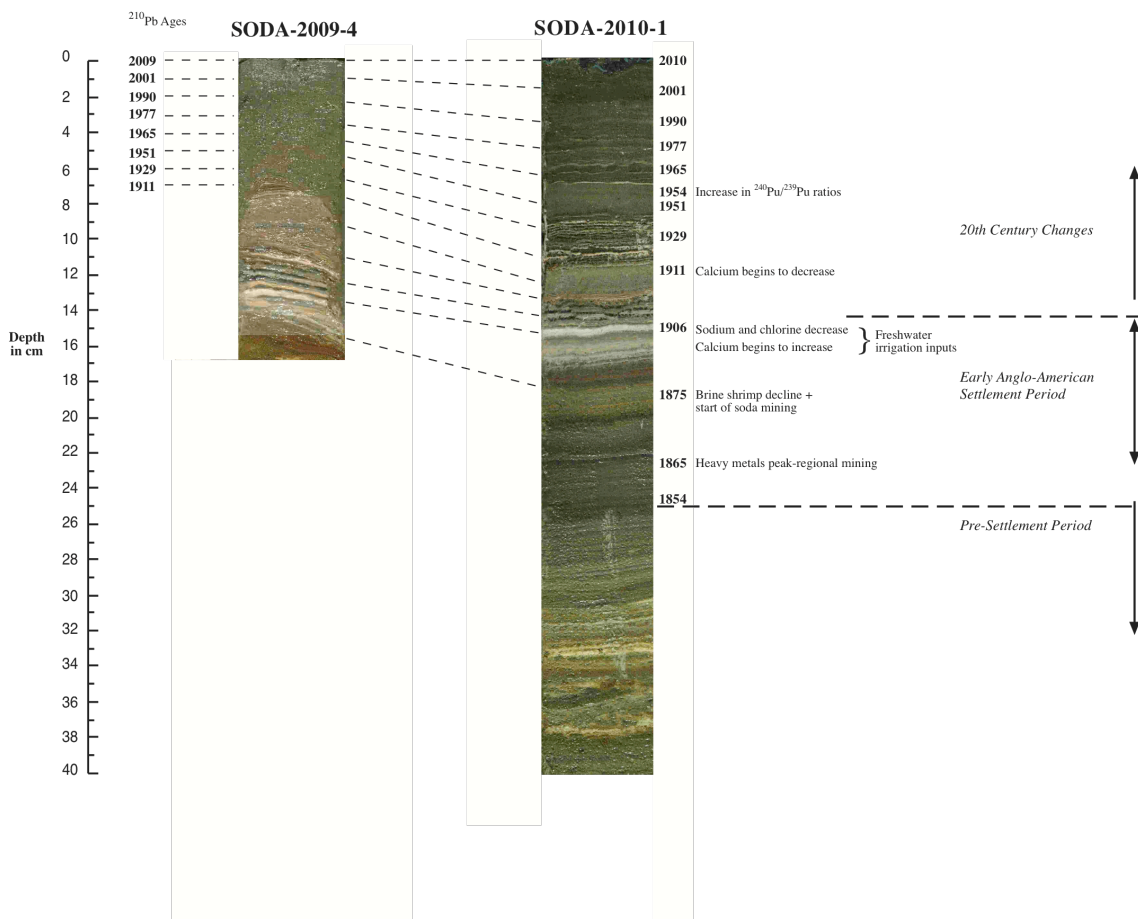 ²¹⁰Pb Ages
SODA-2009-4
SODA-2010-1
Depth
in cm
0
2
4
6
8
10
12
14
16
18
20
22
24
26
28
30
32
34
36
38
40
2009
2001
1990
1977
1965
1951
1929
1911
2010
2001
1990
1977
1965
1954 Increase in ²⁴⁰Pu/²³⁹Pu ratios
1951
1929
1911 Calcium begins to decrease
1906 Sodium and chlorine decrease
Calcium begins to increase
} Freshwater
irrigation inputs
1875 Brine shrimp decline +
start of soda mining
1865 Heavy metals peak-regional mining
1854
20th Century Changes
Early Anglo-American
Settlement Period
Pre-Settlement Period